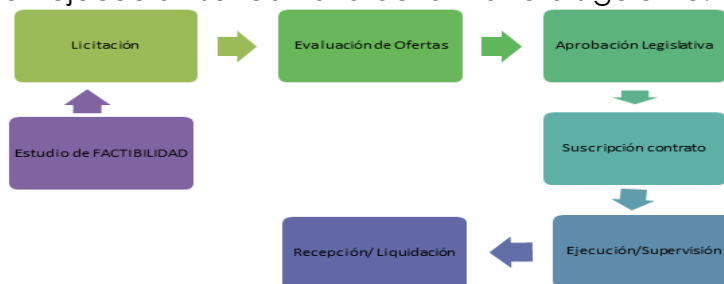 Licitación
Evaluación de Ofertas
Aprobación Legislativa
Estudio de FACTIBILIDAD
Suscripción contrato
Recepción/ Liquidación
Ejecución/Supervisión